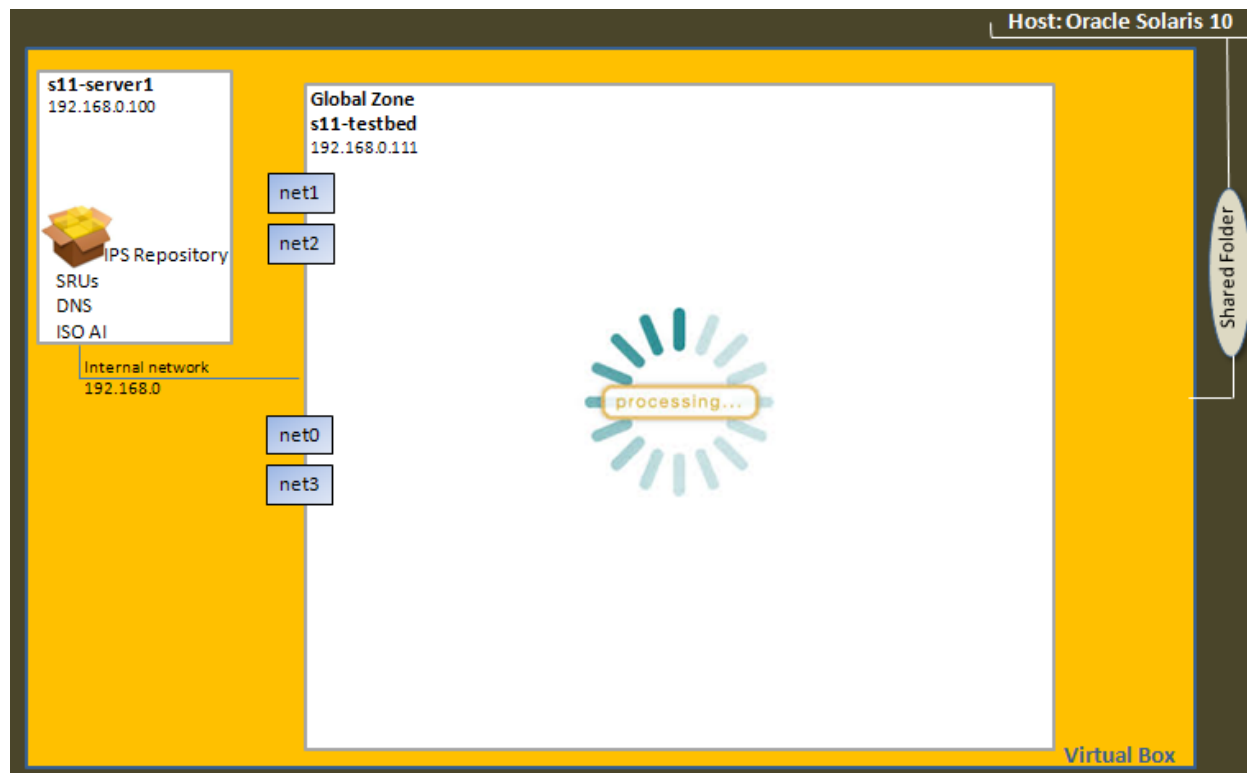 Host: Oracle Solaris 10
s11-server1
192.168.0.100
IPS Repository
SRUs
DNS
ISO AI
Internal network
192.168.0
Global Zone
s11-testbed
192.168.0.111
net1
net2
net0
net3
processing...
Shared Folder
Virtual Box